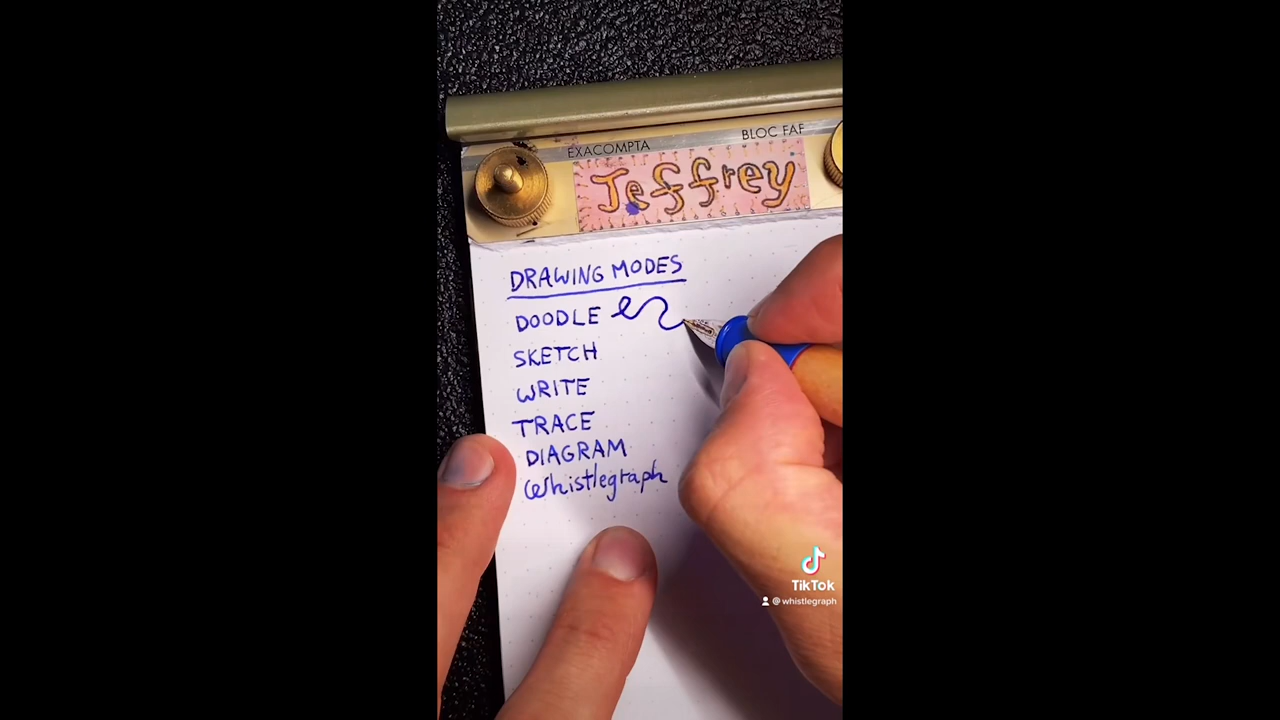 EXACOMPTA BLOC FAF
Jeffrey
DRAWING MODES
DOODLE
SKETCH
WRITE
TRACE
DIAGRAM
Whistlegraph
TikTok
@whistlegraph